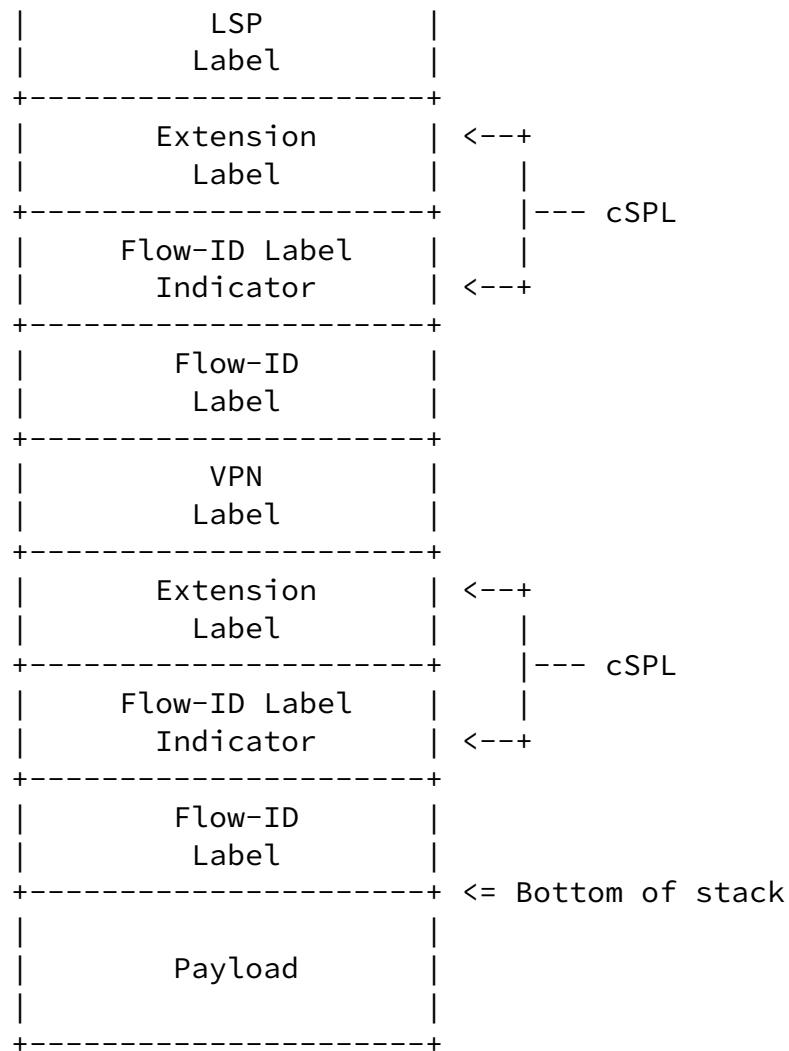 LSP
Label
Extension <--+
Label
|--- cSPL
Flow-ID Label
Indicator <--+
Flow-ID
Label
VPN
Label
Extension <--+
Label
|--- cSPL
Flow-ID Label
Indicator <--+
Flow-ID
Label
<= Bottom of stack
Payload